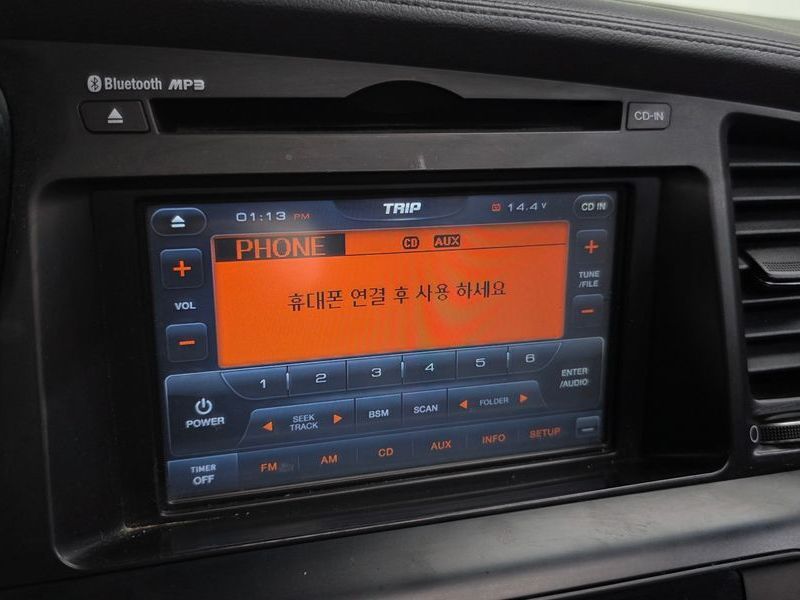 Bluetooth MP3
CD-IN
01:13 PM
TRIP
14.4 V
CD IN
PHONE
CD
AUX
+
VOL
−
휴대폰 연결 후 사용 하세요
+
TUNE
/FILE
−
1 2 3 4 5 6
POWER
SEEK
TRACK
BSM
SCAN
FOLDER
ENTER
/AUDIO
TIMER
OFF
FM AM CD AUX INFO SETUP